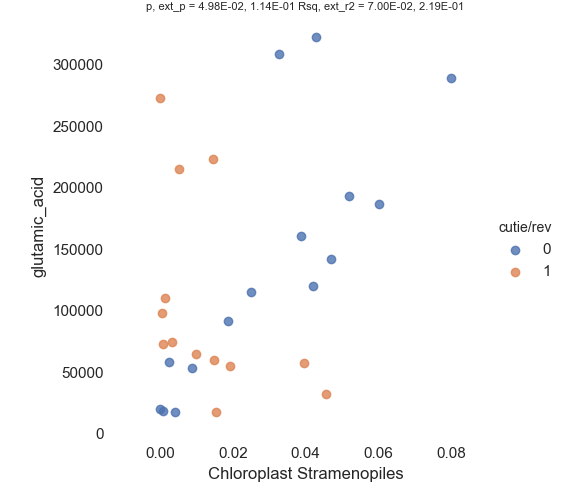 p, ext_p = 4.98E-02, 1.14E-01 Rsq, ext_r2 = 7.00E-02, 2.19E-01
300000
250000
200000
150000
100000
50000
0
glutamic_acid
0.00 0.02 0.04 0.06 0.08
Chloroplast Stramenopiles
cutie/rev
0
1